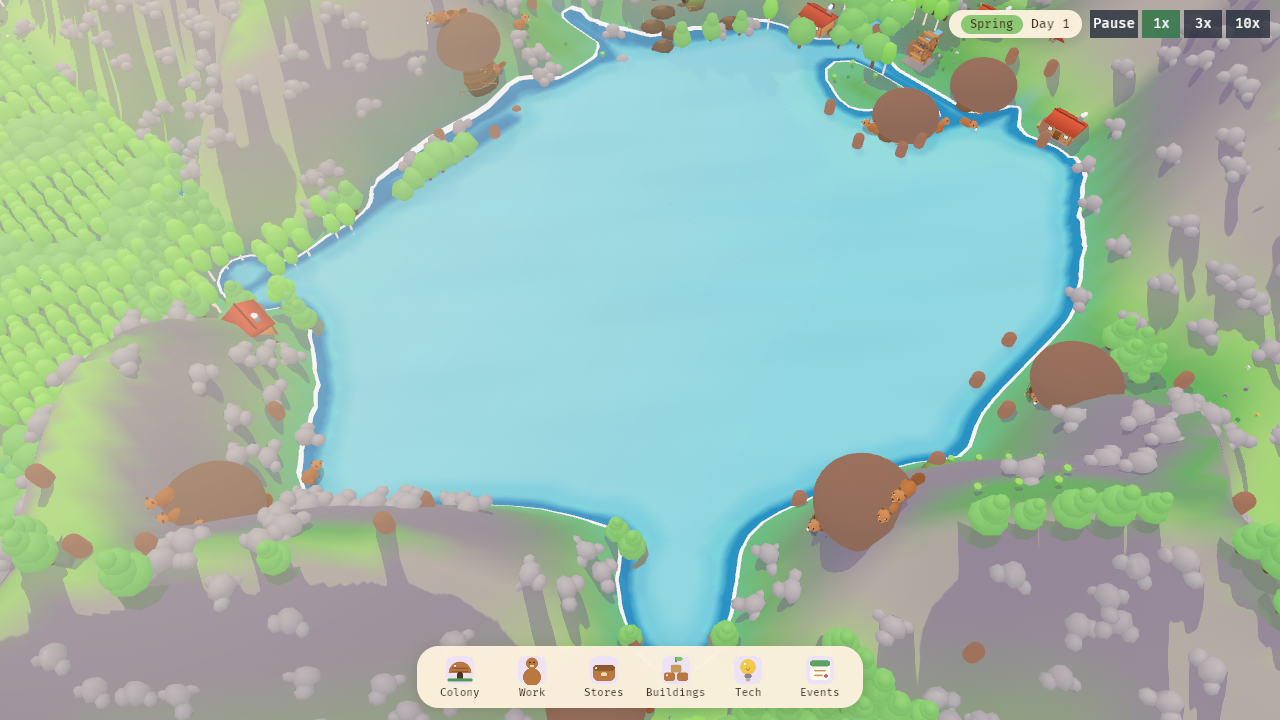 Spring Day 1 Pause 1x 3x 10x
Colony Work Stores Buildings Tech Events